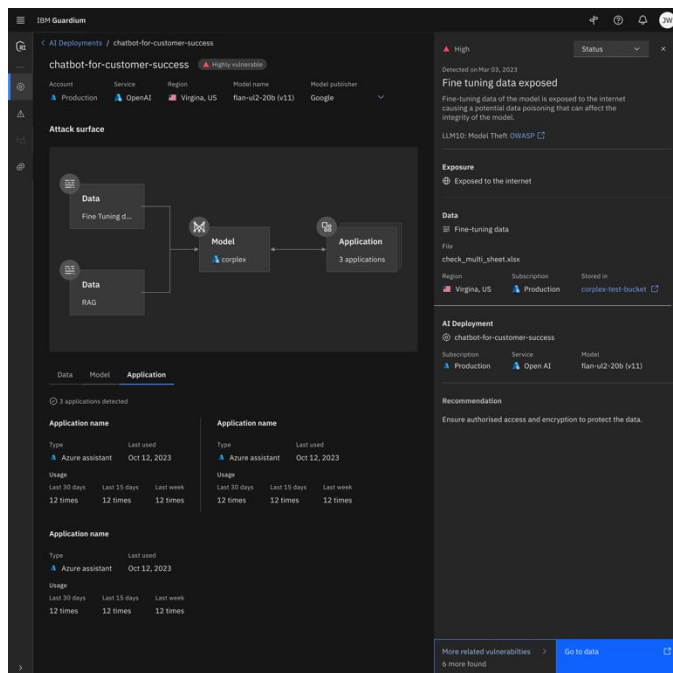 IBM Guardium
JW
AI Deployments / chatbot-for-customer-success
chatbot-for-customer-success
Highly vulnerable
Account Service Region Model name Model publisher
Production OpenAI Virgina, US flan-ul2-20b (v11) Google
Attack surface
Data
Fine Tuning d...
Data
RAG
Model
corplex
Application
3 applications
Data Model Application
3 applications detected
Application name
Type Last used
Azure assistant Oct 12, 2023
Usage
Last 30 days Last 15 days Last week
12 times 12 times 12 times
Application name
Type Last used
Azure assistant Oct 12, 2023
Usage
Last 30 days Last 15 days Last week
12 times 12 times 12 times
Application name
Type Last used
Azure assistant Oct 12, 2023
Usage
Last 30 days Last 15 days Last week
12 times 12 times 12 times
High
Status
Detected on Mar 03, 2023
Fine tuning data exposed
Fine-tuning data of the model is exposed to the internet
causing a potential data poisoning that can affect the
integrity of the model.
LLM10: Model Theft OWASP
Exposure
Exposed to the internet
Data
Fine-tuning data
File
check_multi_sheet.xlsx
Region Subscription Stored in
Virgina, US Production corplex-test-bucket
AI Deployment
chatbot-for-customer-success
Subscription Service Model
Production Open AI flan-ul2-20b (v11)
Recommendation
Ensure authorised access and encryption to protect the data.
More related vulnerabilties
6 more found
Go to data